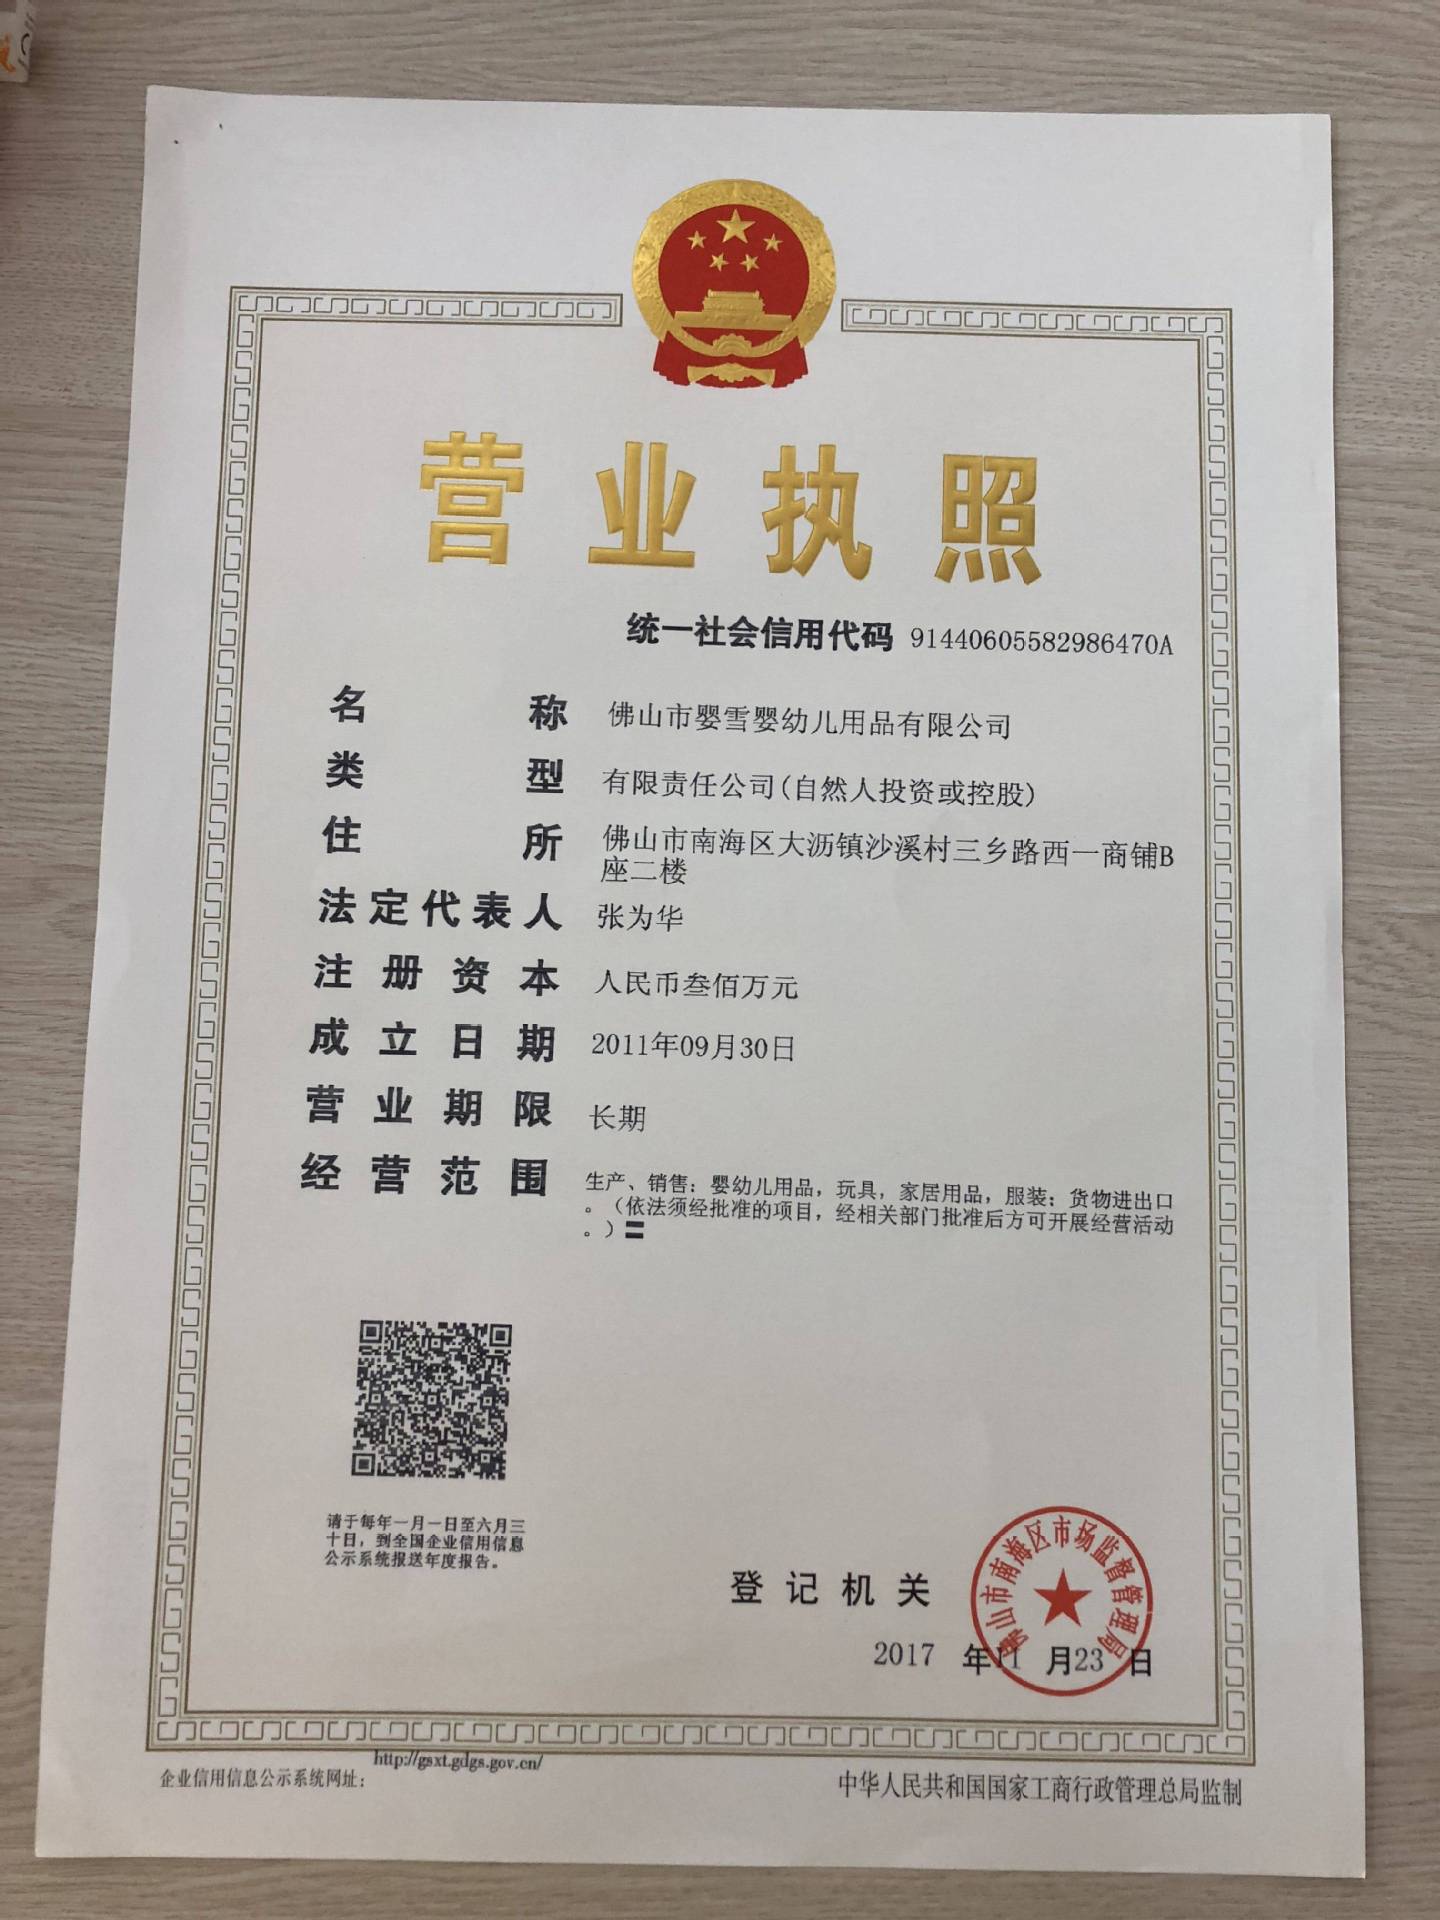 营业执照
统一社会信用代码 91440605582986470A
名称 佛山市婴雪婴幼儿用品有限公司
类型 有限责任公司(自然人投资或控股)
住所 佛山市南海区大沥镇沙溪村三乡路西一商铺B
座二楼
法定代表人 张为华
注册资本 人民币叁佰万元
成立日期 2011年09月30日
营业期限 长期
经营范围 生产、销售：婴幼儿用品，玩具，家居用品，服装；货物进出口
。（依法须经批准的项目，经相关部门批准后方可开展经营活动
。）〓
请于每年一月一日至六月三
十日，到全国企业信用信息
公示系统报送年度报告。
登记机关
佛山市南海区市场监督管理局
2017 年11 月23 日
http://gsxt.gdgs.gov.cn/
企业信用信息公示系统网址：
中华人民共和国国家工商行政管理总局监制